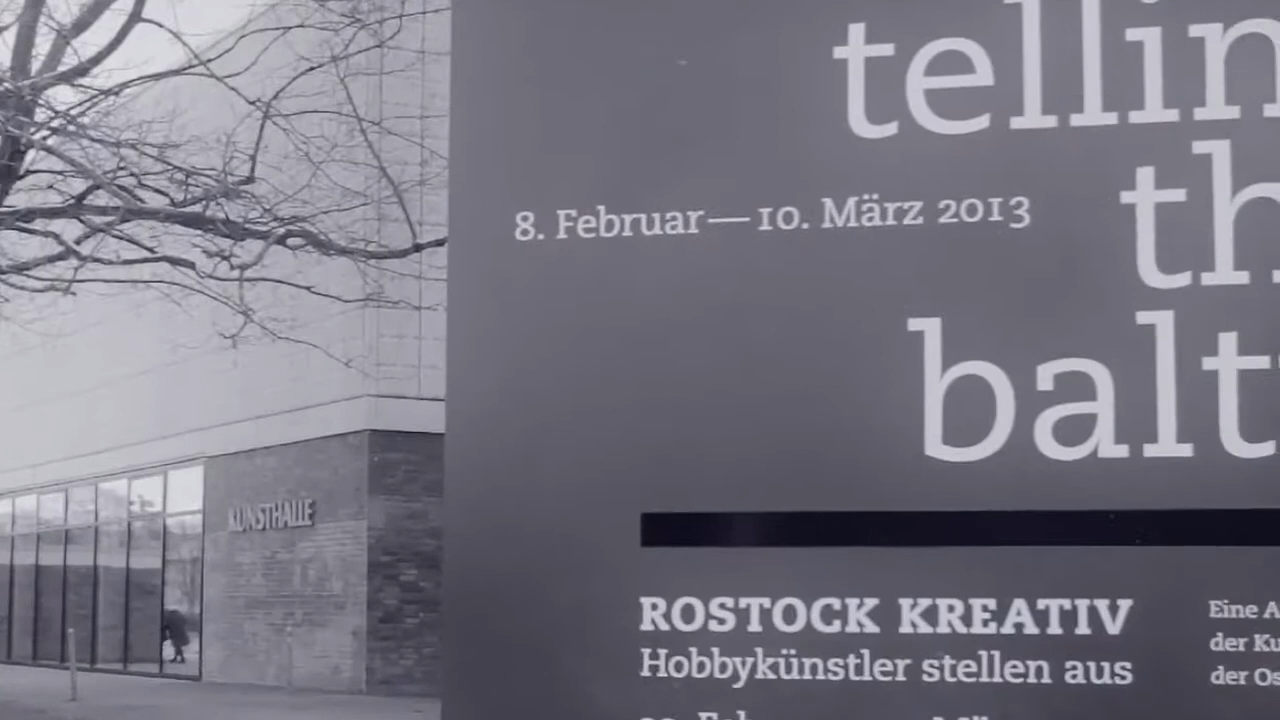 tellin
8. Februar—10. März 2013
th
balt
KUNSTHALLE
ROSTOCK KREATIV
Hobbykünstler stellen aus
Eine A
der Ku
der Os